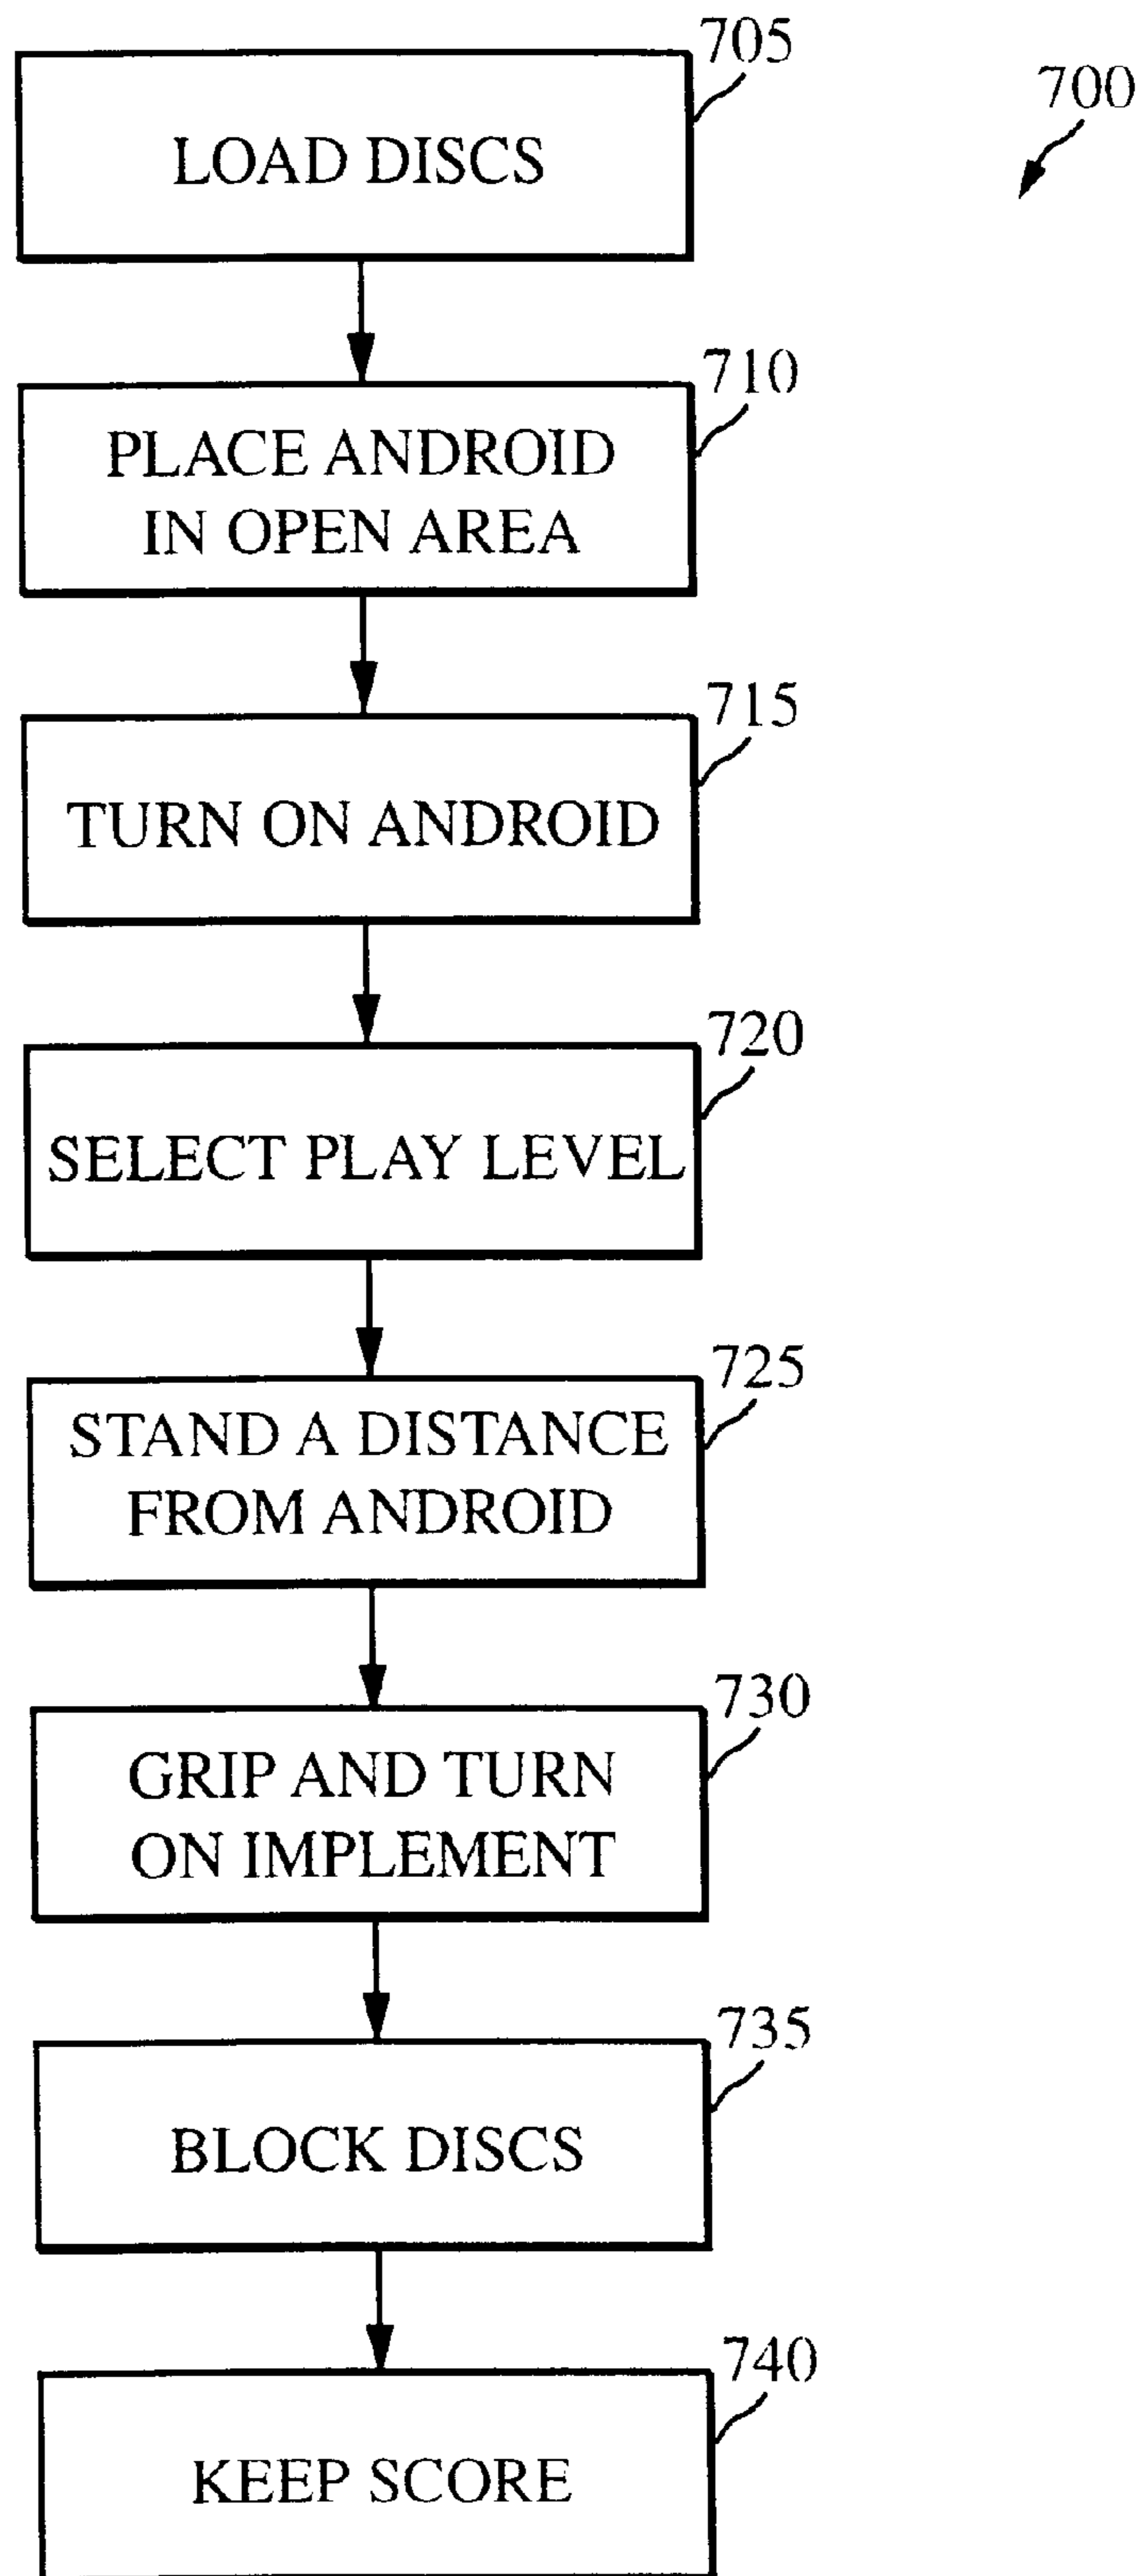 705
700
LOAD DISCS
710
PLACE ANDROID
IN OPEN AREA
715
TURN ON ANDROID
720
SELECT PLAY LEVEL
725
STAND A DISTANCE
FROM ANDROID
730
GRIP AND TURN
ON IMPLEMENT
735
BLOCK DISCS
740
KEEP SCORE